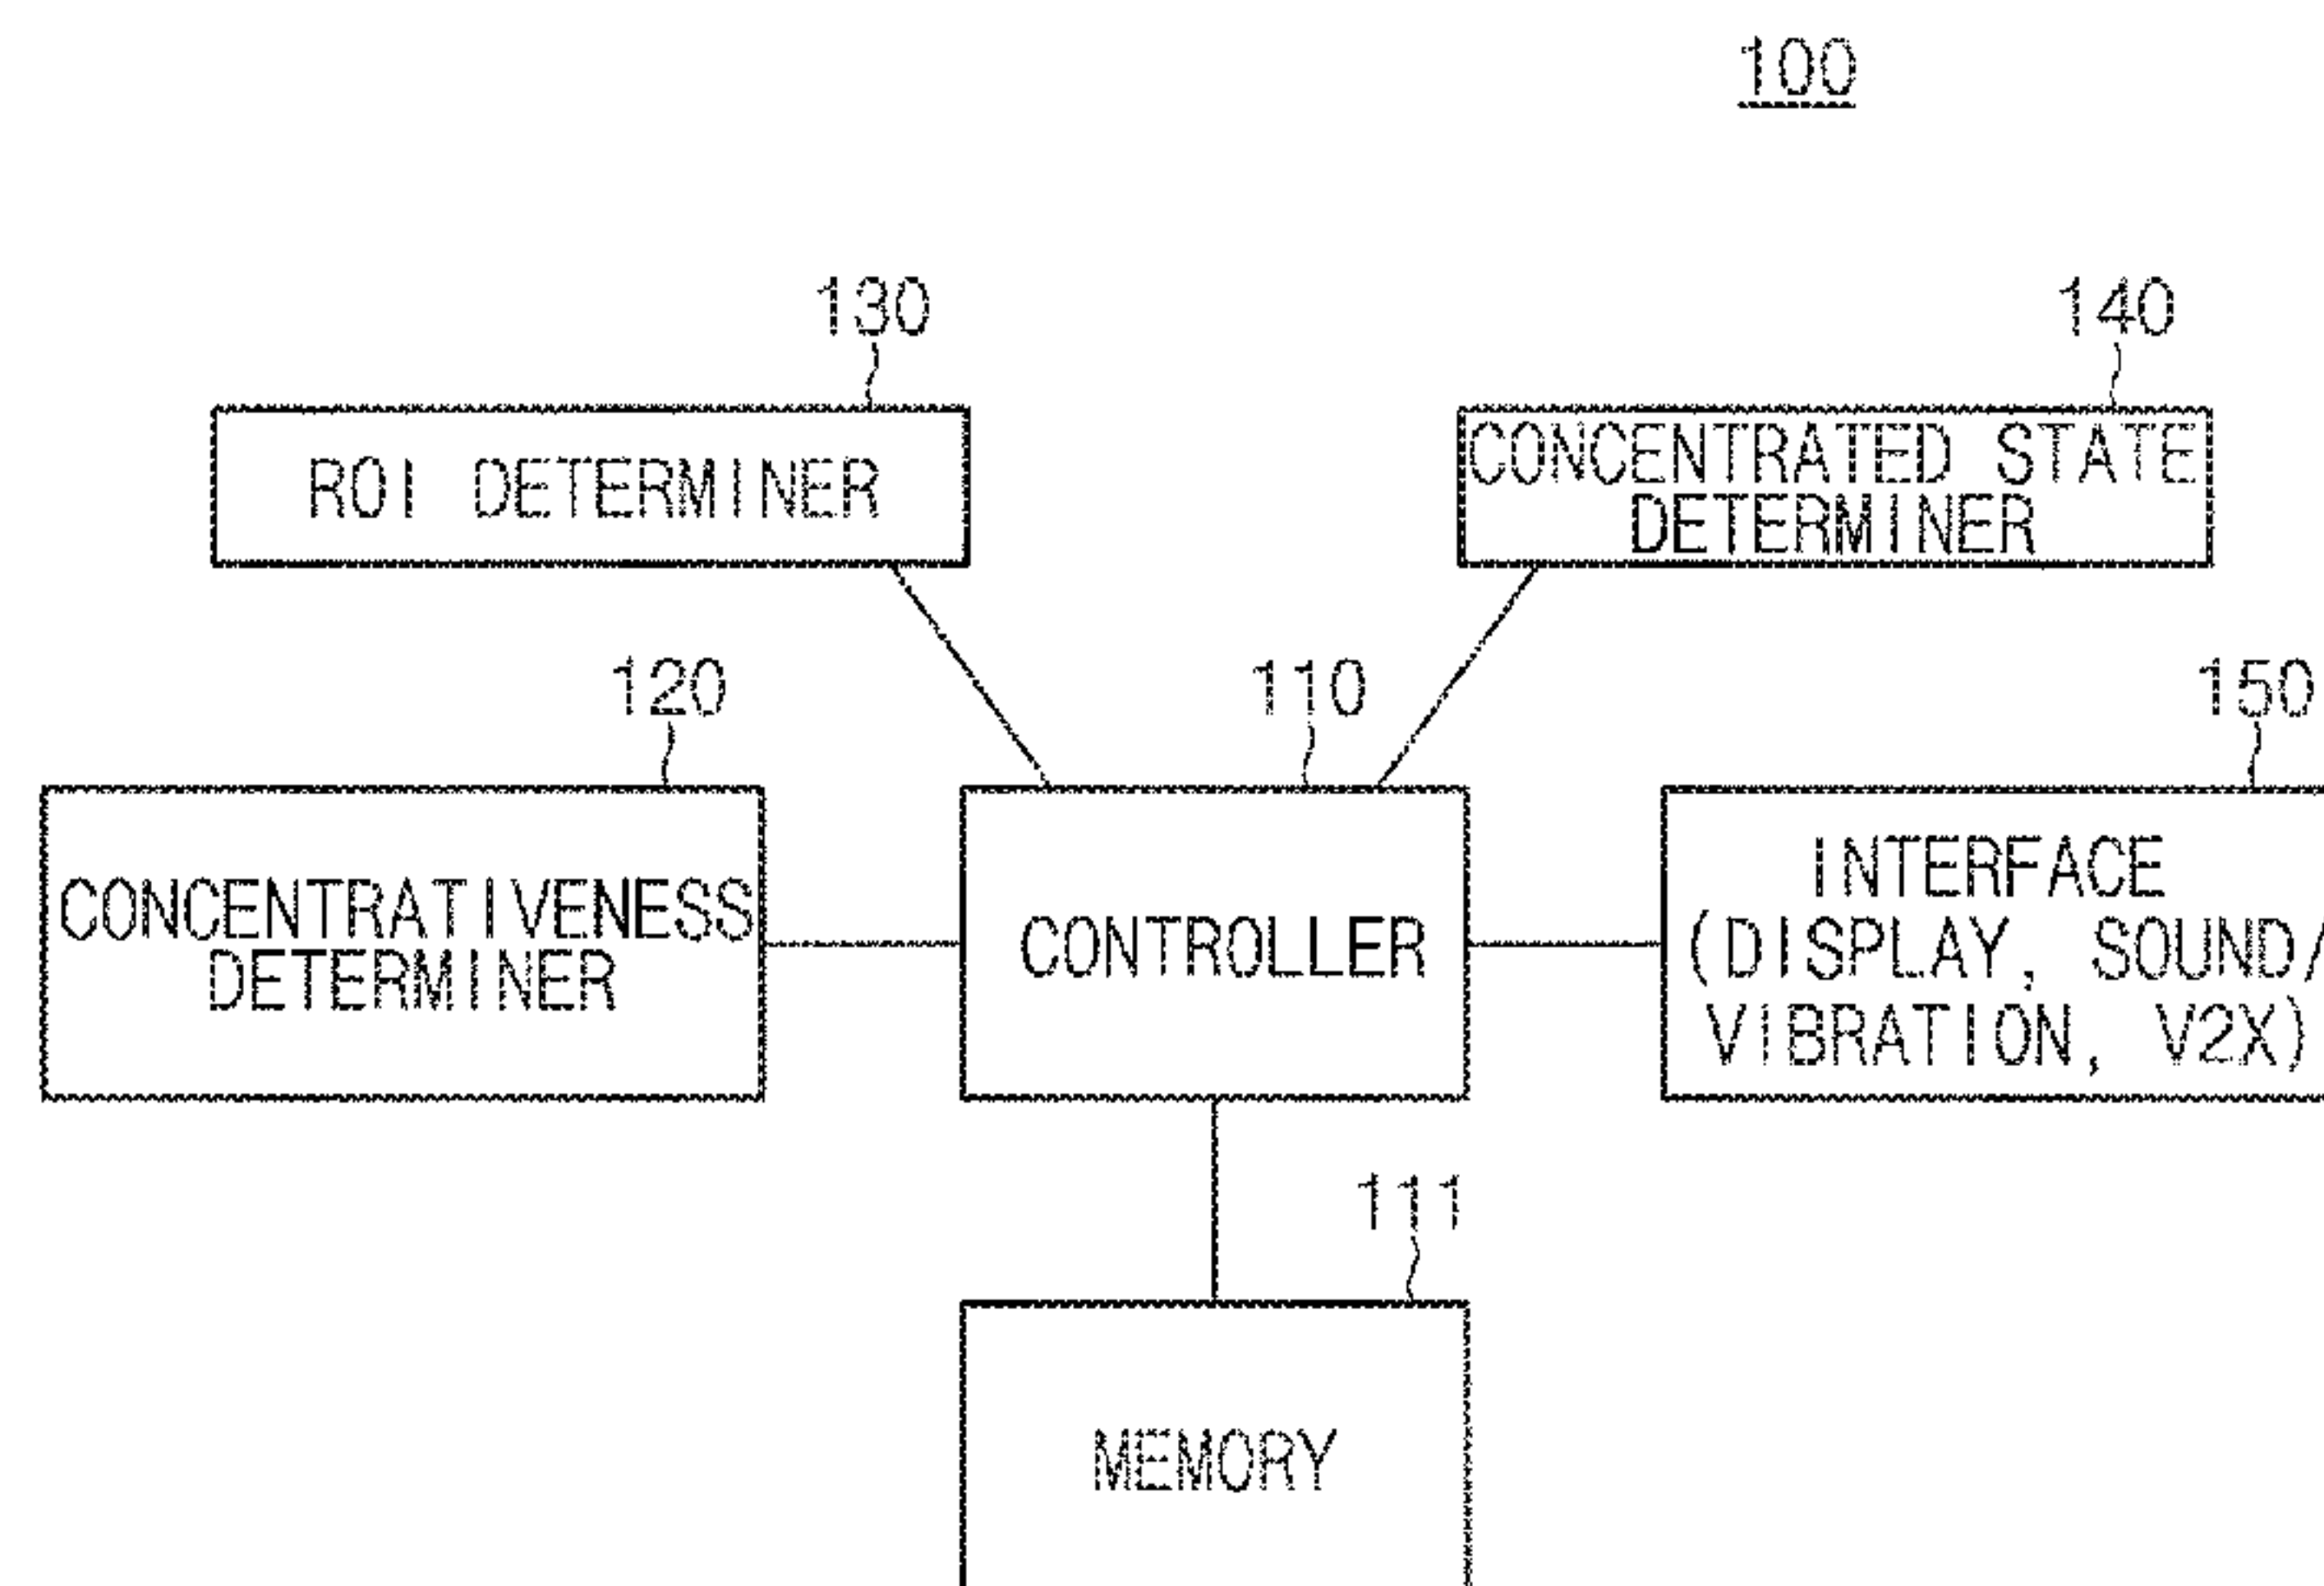 100
130
140
ROI DETERMINER
CONCENTRATED STATE
DETERMINER
120
110
150
CONCENTRATIVENESS
DETERMINER
CONTROLLER
INTERFACE
(DISPLAY, SOUND/
VIBRATION, V2X)
111
MEMORY